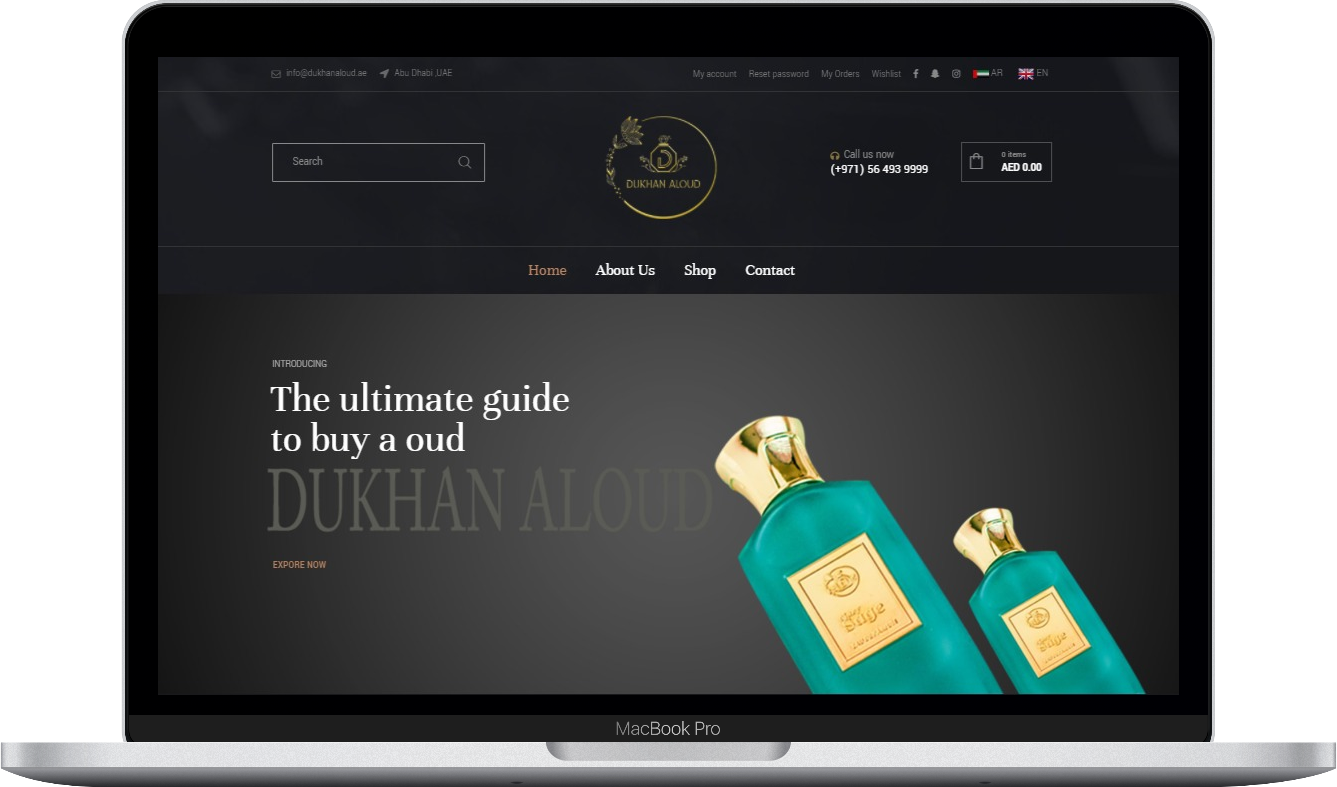 info@dukhanaloud.ae Abu Dhabi ,UAE My account Reset password My Orders Wishlist AR EN
Search
DUKHAN ALOUD
Call us now
(+971) 56 493 9999
0 items
AED 0.00
Home About Us Shop Contact
INTRODUCING
The ultimate guide
to buy a oud
DUKHAN ALOUD
EXPORE NOW
MacBook Pro